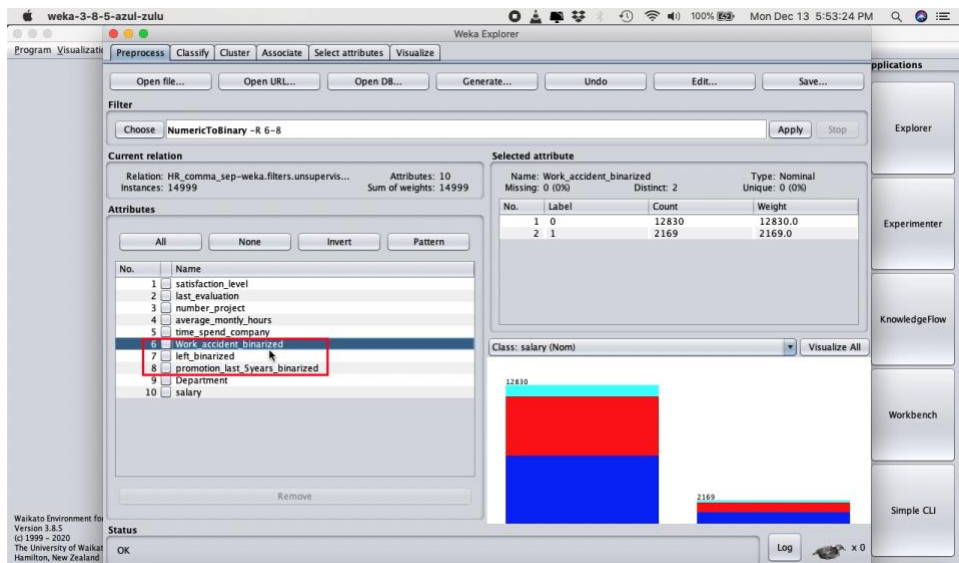 weka-3-8-5-azul-zulu
100% Mon Dec 13 5:53:24 PM
Weka Explorer
Program Visualizati
Preprocess Classify Cluster Associate Select attributes Visualize
pplications
Open file... Open URL... Open DB... Generate... Undo Edit... Save...
Filter
Choose NumericToBinary -R 6-8 Apply Stop
Explorer
Current relation
Relation: HR_comma_sep-weka.filters.unsupervis... Attributes: 10
Instances: 14999 Sum of weights: 14999
Selected attribute
Name: Work_accident_binarized Type: Nominal
Missing: 0 (0%) Distinct: 2 Unique: 0 (0%)
No. Label Count Weight
1 0 12830 12830.0
2 1 2169 2169.0
Experimenter
Attributes
All None Invert Pattern
No. Name
1 satisfaction_level
2 last_evaluation
3 number_project
4 average_montly_hours
5 time_spend_company
6 Work_accident_binarized
7 left_binarized
8 promotion_last_5years_binarized
9 Department
10 salary
KnowledgeFlow
Class: salary (Nom) Visualize All
12830
2169
Workbench
Remove
Simple CLI
Waikato Environment for
Version 3.8.5
(c) 1999 - 2020
The University of Waikat
Hamilton, New Zealand
Status
OK
Log x 0